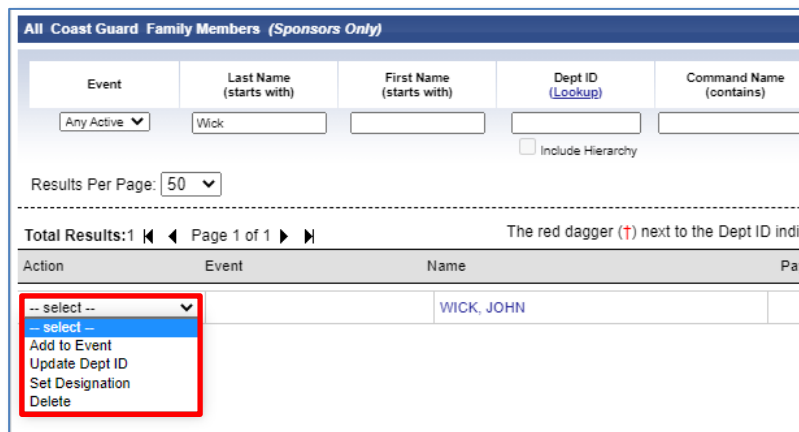 All Coast Guard Family Members (Sponsors Only)
Event Last Name (starts with) First Name (starts with) Dept ID (Lookup) Command Name (contains)
Any Active Wick
Include Hierarchy
Results Per Page: 50
Total Results:1 Page 1 of 1 The red dagger (†) next to the Dept ID indi
Action Event Name Pa
-- select -- WICK, JOHN
-- select --
Add to Event
Update Dept ID
Set Designation
Delete